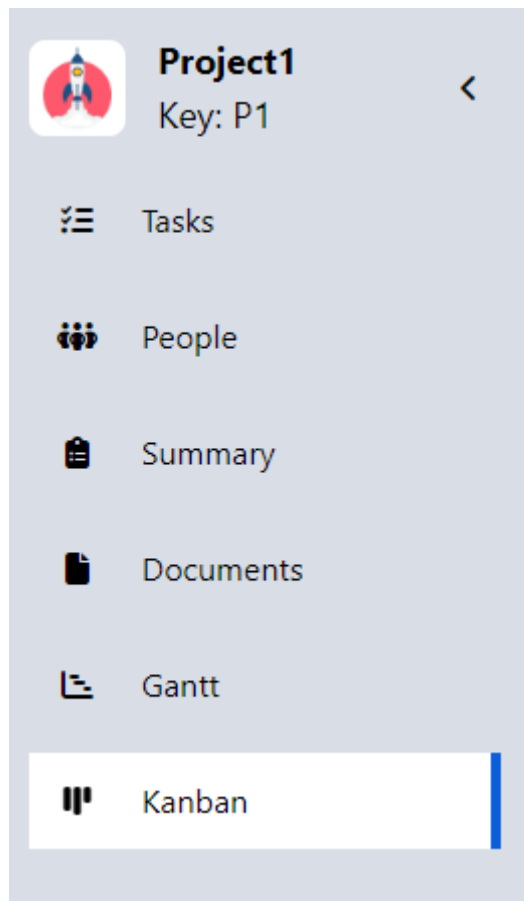 Project1
Key: P1
Tasks
People
Summary
Documents
Gantt
Kanban